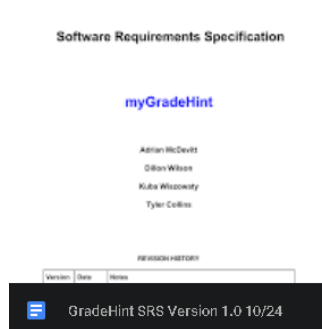 Software Requirements Specification
myGradeHint
Adrian McDevitt
Dillon Wilson
Kuba Wiszowaty
Tyler Collins
REVISION HISTORY
Version Date Notes
GradeHint SRS Version 1.0 10/24